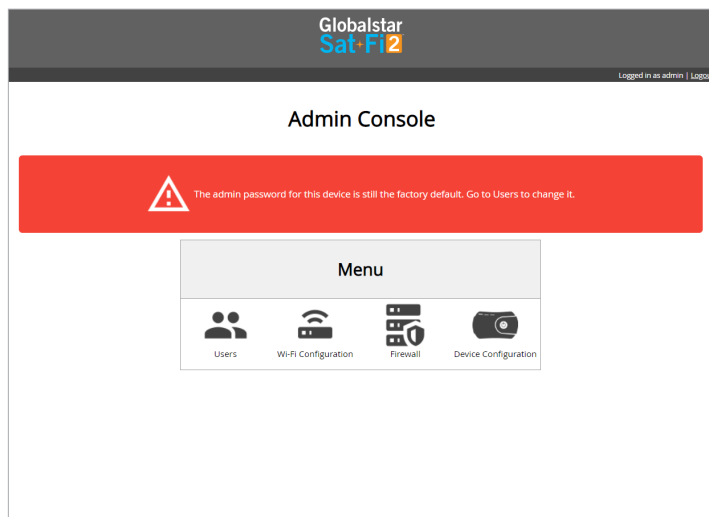 Globalstar
Sat-Fi2
Logged in as admin | Logou
Admin Console
The admin password for this device is still the factory default. Go to Users to change it.
Menu
Users Wi-Fi Configuration Firewall Device Configuration